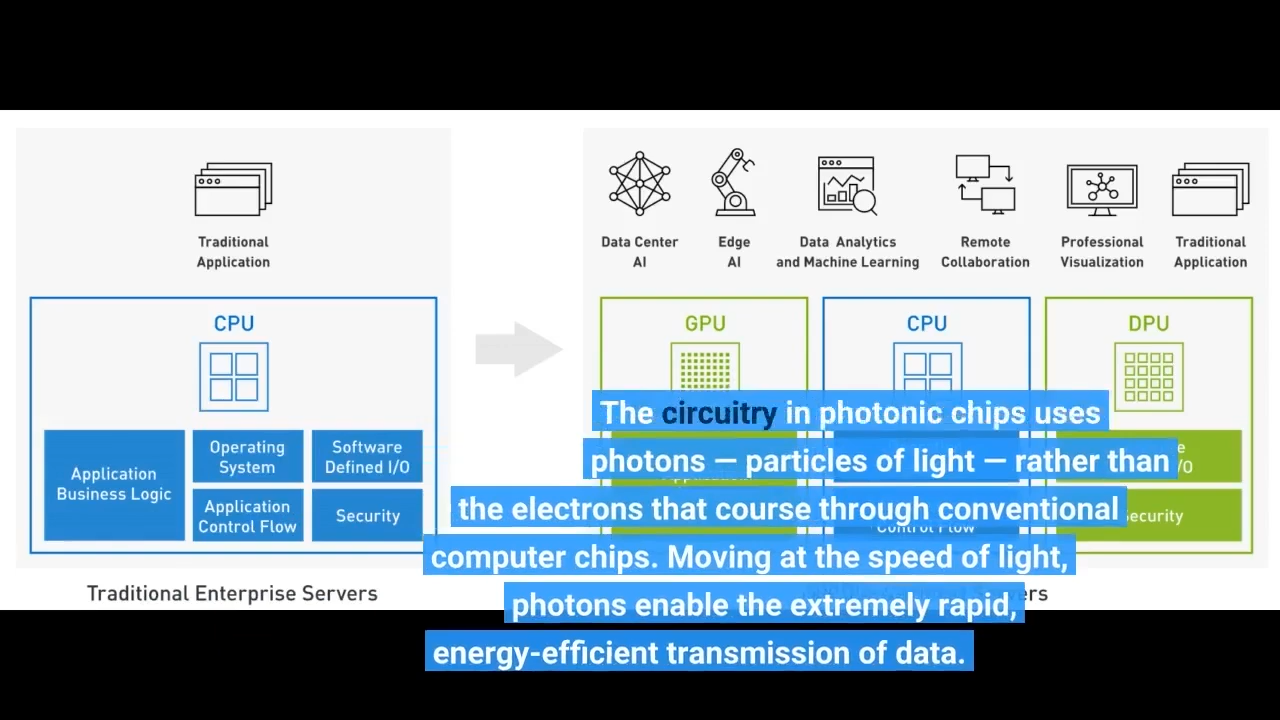 Traditional
Application
CPU
Application
Business Logic
Operating
System
Software
Defined I/O
Application
Control Flow
Security
Traditional Enterprise Servers
Data Center
AI
Edge
AI
Data Analytics
and Machine Learning
Remote
Collaboration
Professional
Visualization
Traditional
Application
GPU
CPU
DPU
/O
Control Flow
Security
The circuitry in photonic chips uses
photons — particles of light — rather than
the electrons that course through conventional
computer chips. Moving at the speed of light,
photons enable the extremely rapid,
energy-efficient transmission of data.